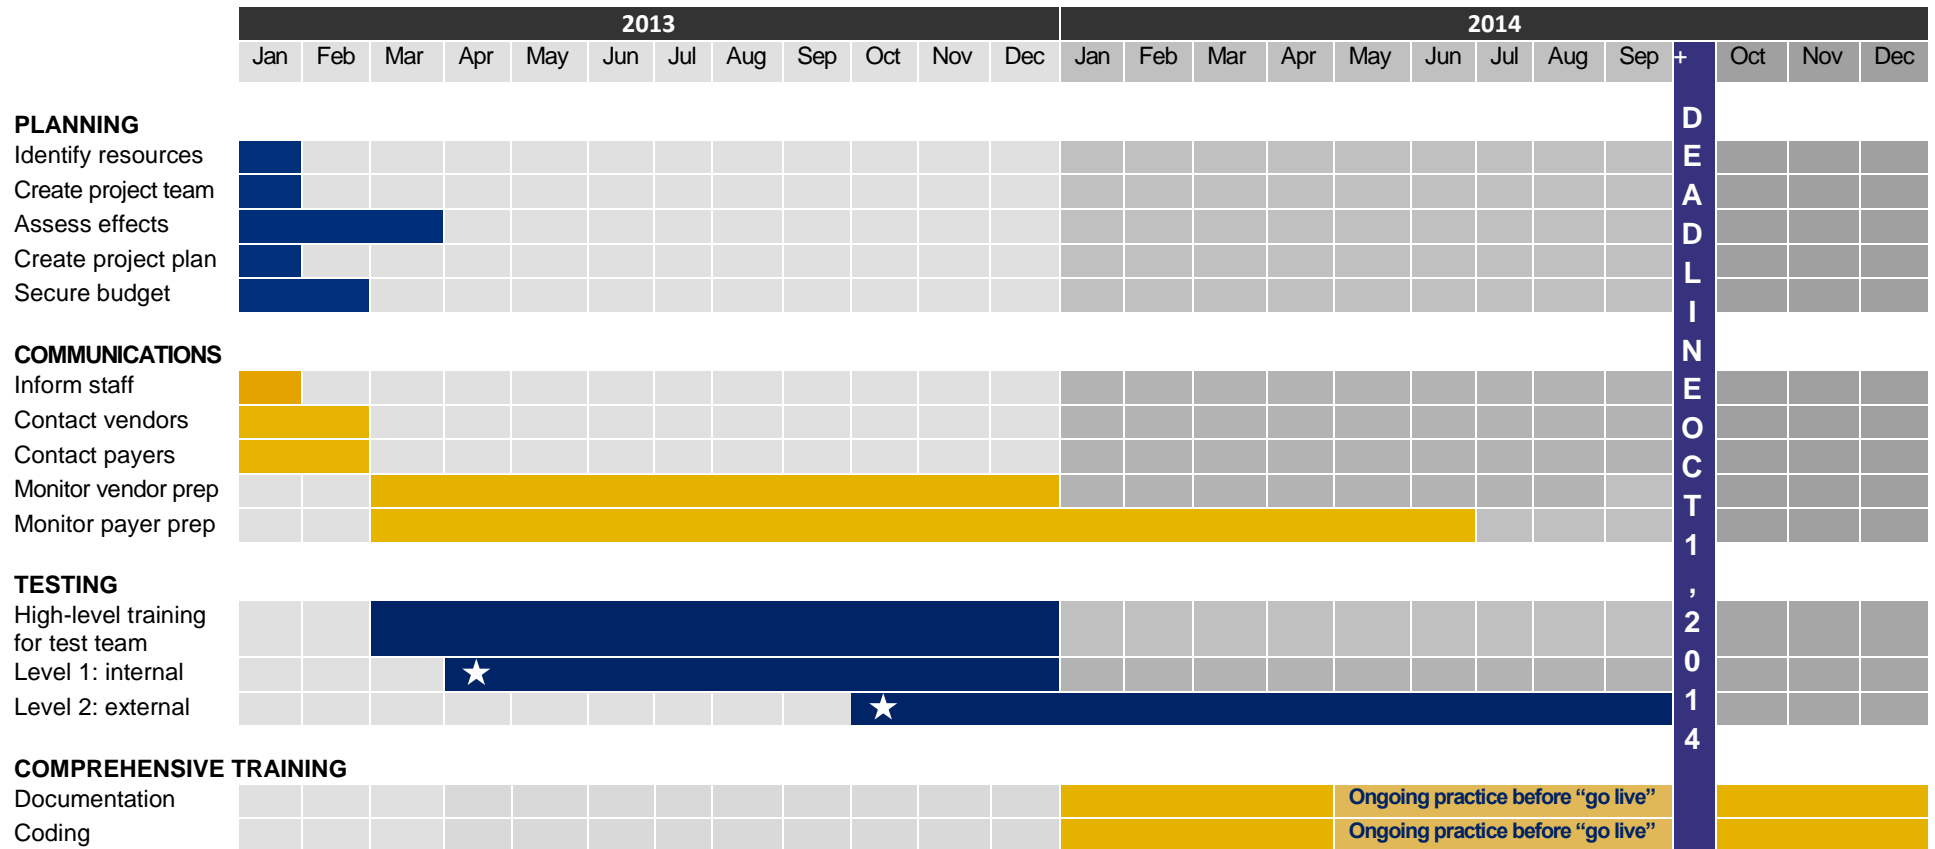 2013 2014
Jan Feb Mar Apr May Jun Jul Aug Sep Oct Nov Dec Jan Feb Mar Apr May Jun Jul Aug Sep + Oct Nov Dec
PLANNING
Identify resources
Create project team
Assess effects
Create project plan
Secure budget
COMMUNICATIONS
Inform staff
Contact vendors
Contact payers
Monitor vendor prep
Monitor payer prep
TESTING
High-level training
for test team
Level 1: internal
Level 2: external
COMPREHENSIVE TRAINING
Documentation Ongoing practice before “go live”
Coding Ongoing practice before “go live”
DEADLINE OCT 1, 2014